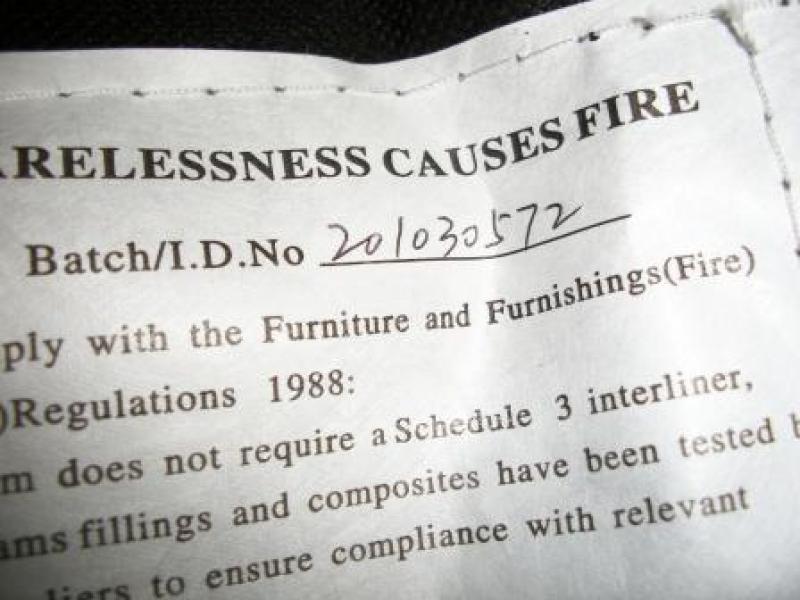 ARELESSNESS CAUSES FIRE
Batch/I.D.No 201030572
ply with the Furniture and Furnishings(Fire)
)Regulations 1988:
m does not require a Schedule 3 interliner,
ams fillings and composites have been tested b
liers to ensure compliance with relevant